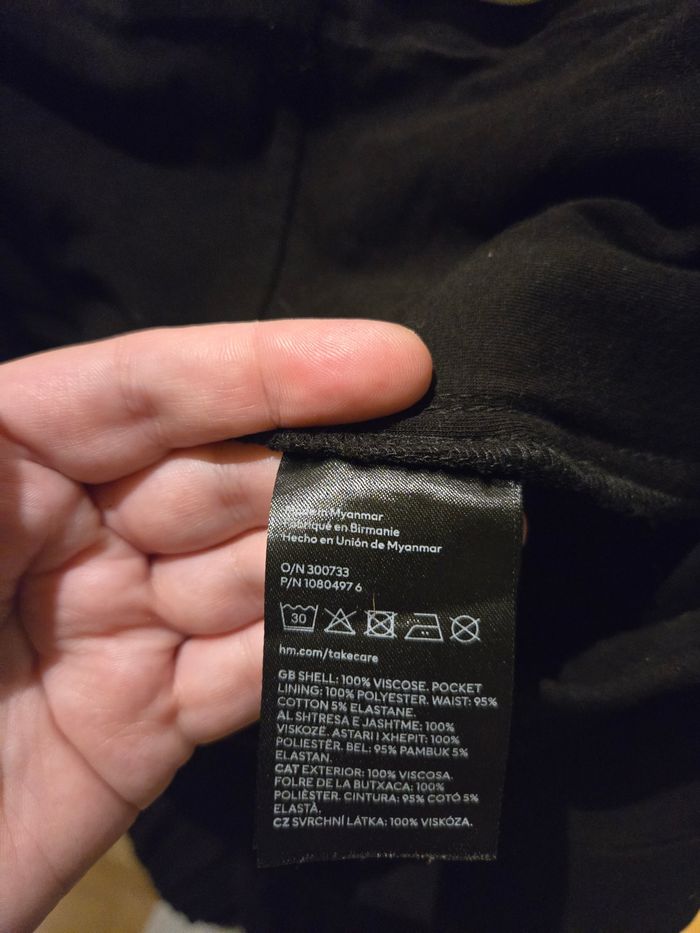 Made in Myanmar
Fabriqué en Birmanie
Hecho en Unión de Myanmar
O/N 300733
P/N 1080497 6
30
hm.com/takecare
GB SHELL: 100% VISCOSE. POCKET
LINING: 100% POLYESTER. WAIST: 95%
COTTON 5% ELASTANE.
AL SHTRESA E JASHTME: 100%
VISKOZË. ASTARI I XHEPIT: 100%
POLIESTËR. BEL: 95% PAMBUK 5%
ELASTAN.
CAT EXTERIOR: 100% VISCOSA.
FOLRE DE LA BUTXACA: 100%
POLIÈSTER. CINTURA: 95% COTÓ 5%
ELASTÀ.
CZ SVRCHNÍ LÁTKA: 100% VISKÓZA.